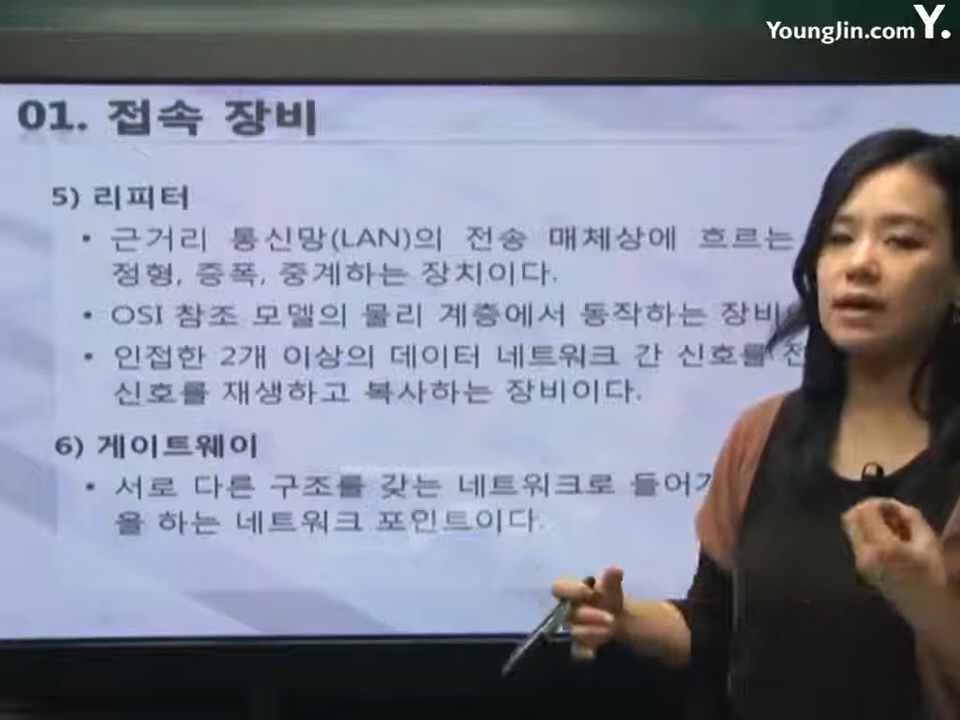 YoungJin.com Y.
01. 접속 장비
5) 리피터
• 근거리 통신망(LAN)의 전송 매체상에 흐르는
정형, 증폭, 중계하는 장치이다.
• OSI 참조 모델의 물리 계층에서 동작하는 장비
• 인접한 2개 이상의 데이터 네트워크 간 신호를
신호를 재생하고 복사하는 장비이다.
6) 게이트웨이
• 서로 다른 구조를 갖는 네트워크로
을 하는 네트워크 포인트이다.